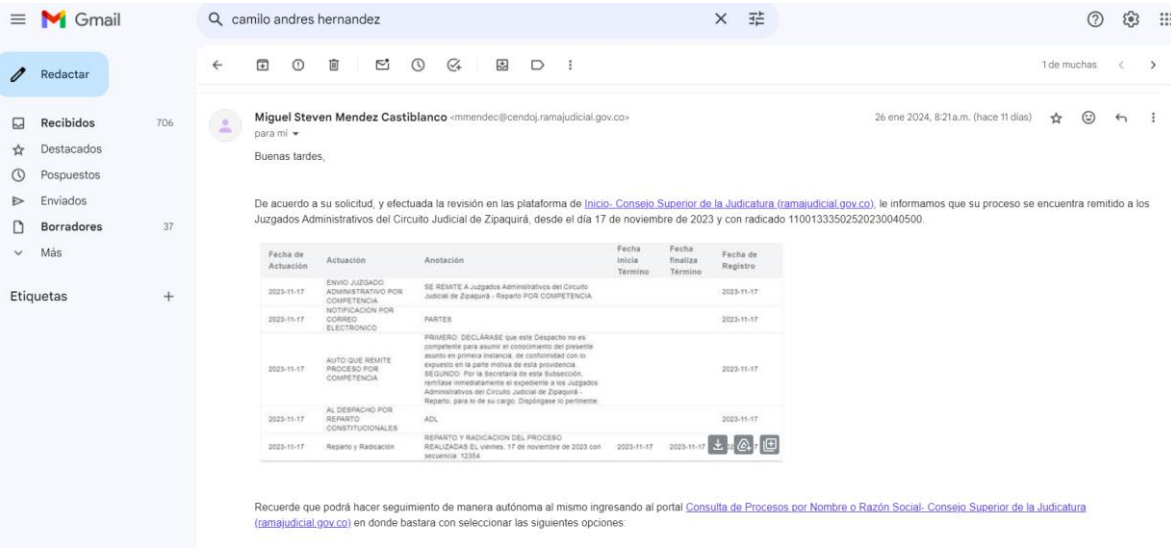 Gmail
camilo andres hernandez
Redactar
1 de muchas
Recibidos 706
Destacados
Pospuestos
Enviados
Borradores 37
Más
Etiquetas
Miguel Steven Mendez Castiblanco <mmendec@cendoj.ramajudicial.gov.co>
26 ene 2024, 8:21 a.m. (hace 11 días)
para mí
Buenas tardes,
De acuerdo a su solicitud, y efectuada la revisión en las plataforma de Inicio- Consejo Superior de la Judicatura (ramajudicial.gov.co), le informamos que su proceso se encuentra remitido a los
Juzgados Administrativos del Circuito Judicial de Zipaquirá, desde el día 17 de noviembre de 2023 y con radicado 11001333502520230040500.
Fecha de Actuación Actuación Anotación Fecha inicia Término Fecha finaliza Término Fecha de Registro
2023-11-17
ENVIO JUZGADO
ADMINISTRATIVO POR
COMPETENCIA
SE REMITE A Juzgados Administrativos del Circuito
Judicial de Zipaquirá - Reparto POR COMPETENCIA
2023-11-17
2023-11-17
NOTIFICACION POR
CORREO
ELECTRONICO
PARTES
2023-11-17
2023-11-17
AUTO QUE REMITE
PROCESO POR
COMPETENCIA
PRIMERO: DECLÁRASE que este Despacho no es
competente para asumir el conocimiento del presente
asunto en primera instancia, de conformidad con lo
expuesto en la parte motiva de esta providencia.
SEGUNDO: Por la Secretaría de esta Subsección,
remítase inmediatamente el expediente a los Juzgados
Administrativos del Circuito Judicial de Zipaquirá -
Reparto, para lo de su cargo. Dispóngase lo pertinente.
2023-11-17
2023-11-17
AL DESPACHO POR
REPARTO
CONSTITUCIONALES
ADL
2023-11-17
2023-11-17
Reparto y Radicación
REPARTO Y RADICACION DEL PROCESO
REALIZADAS EL viernes, 17 de noviembre de 2023 con
secuencia: 12354
2023-11-17
2023-11-17
Recuerde que podrá hacer seguimiento de manera autónoma al mismo ingresando al portal Consulta de Procesos por Nombre o Razón Social- Consejo Superior de la Judicatura
(ramajudicial.gov.co) en donde bastara con seleccionar las siguientes opciones: